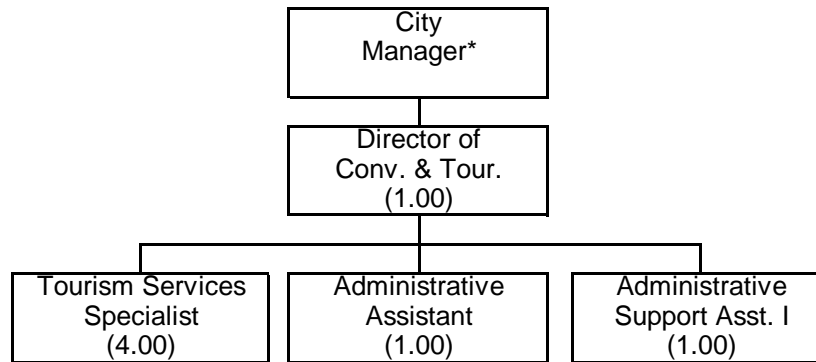 City
Manager*
Director of
Conv. & Tour.
(1.00)
Tourism Services
Specialist
(4.00)
Administrative
Assistant
(1.00)
Administrative
Support Asst. I
(1.00)